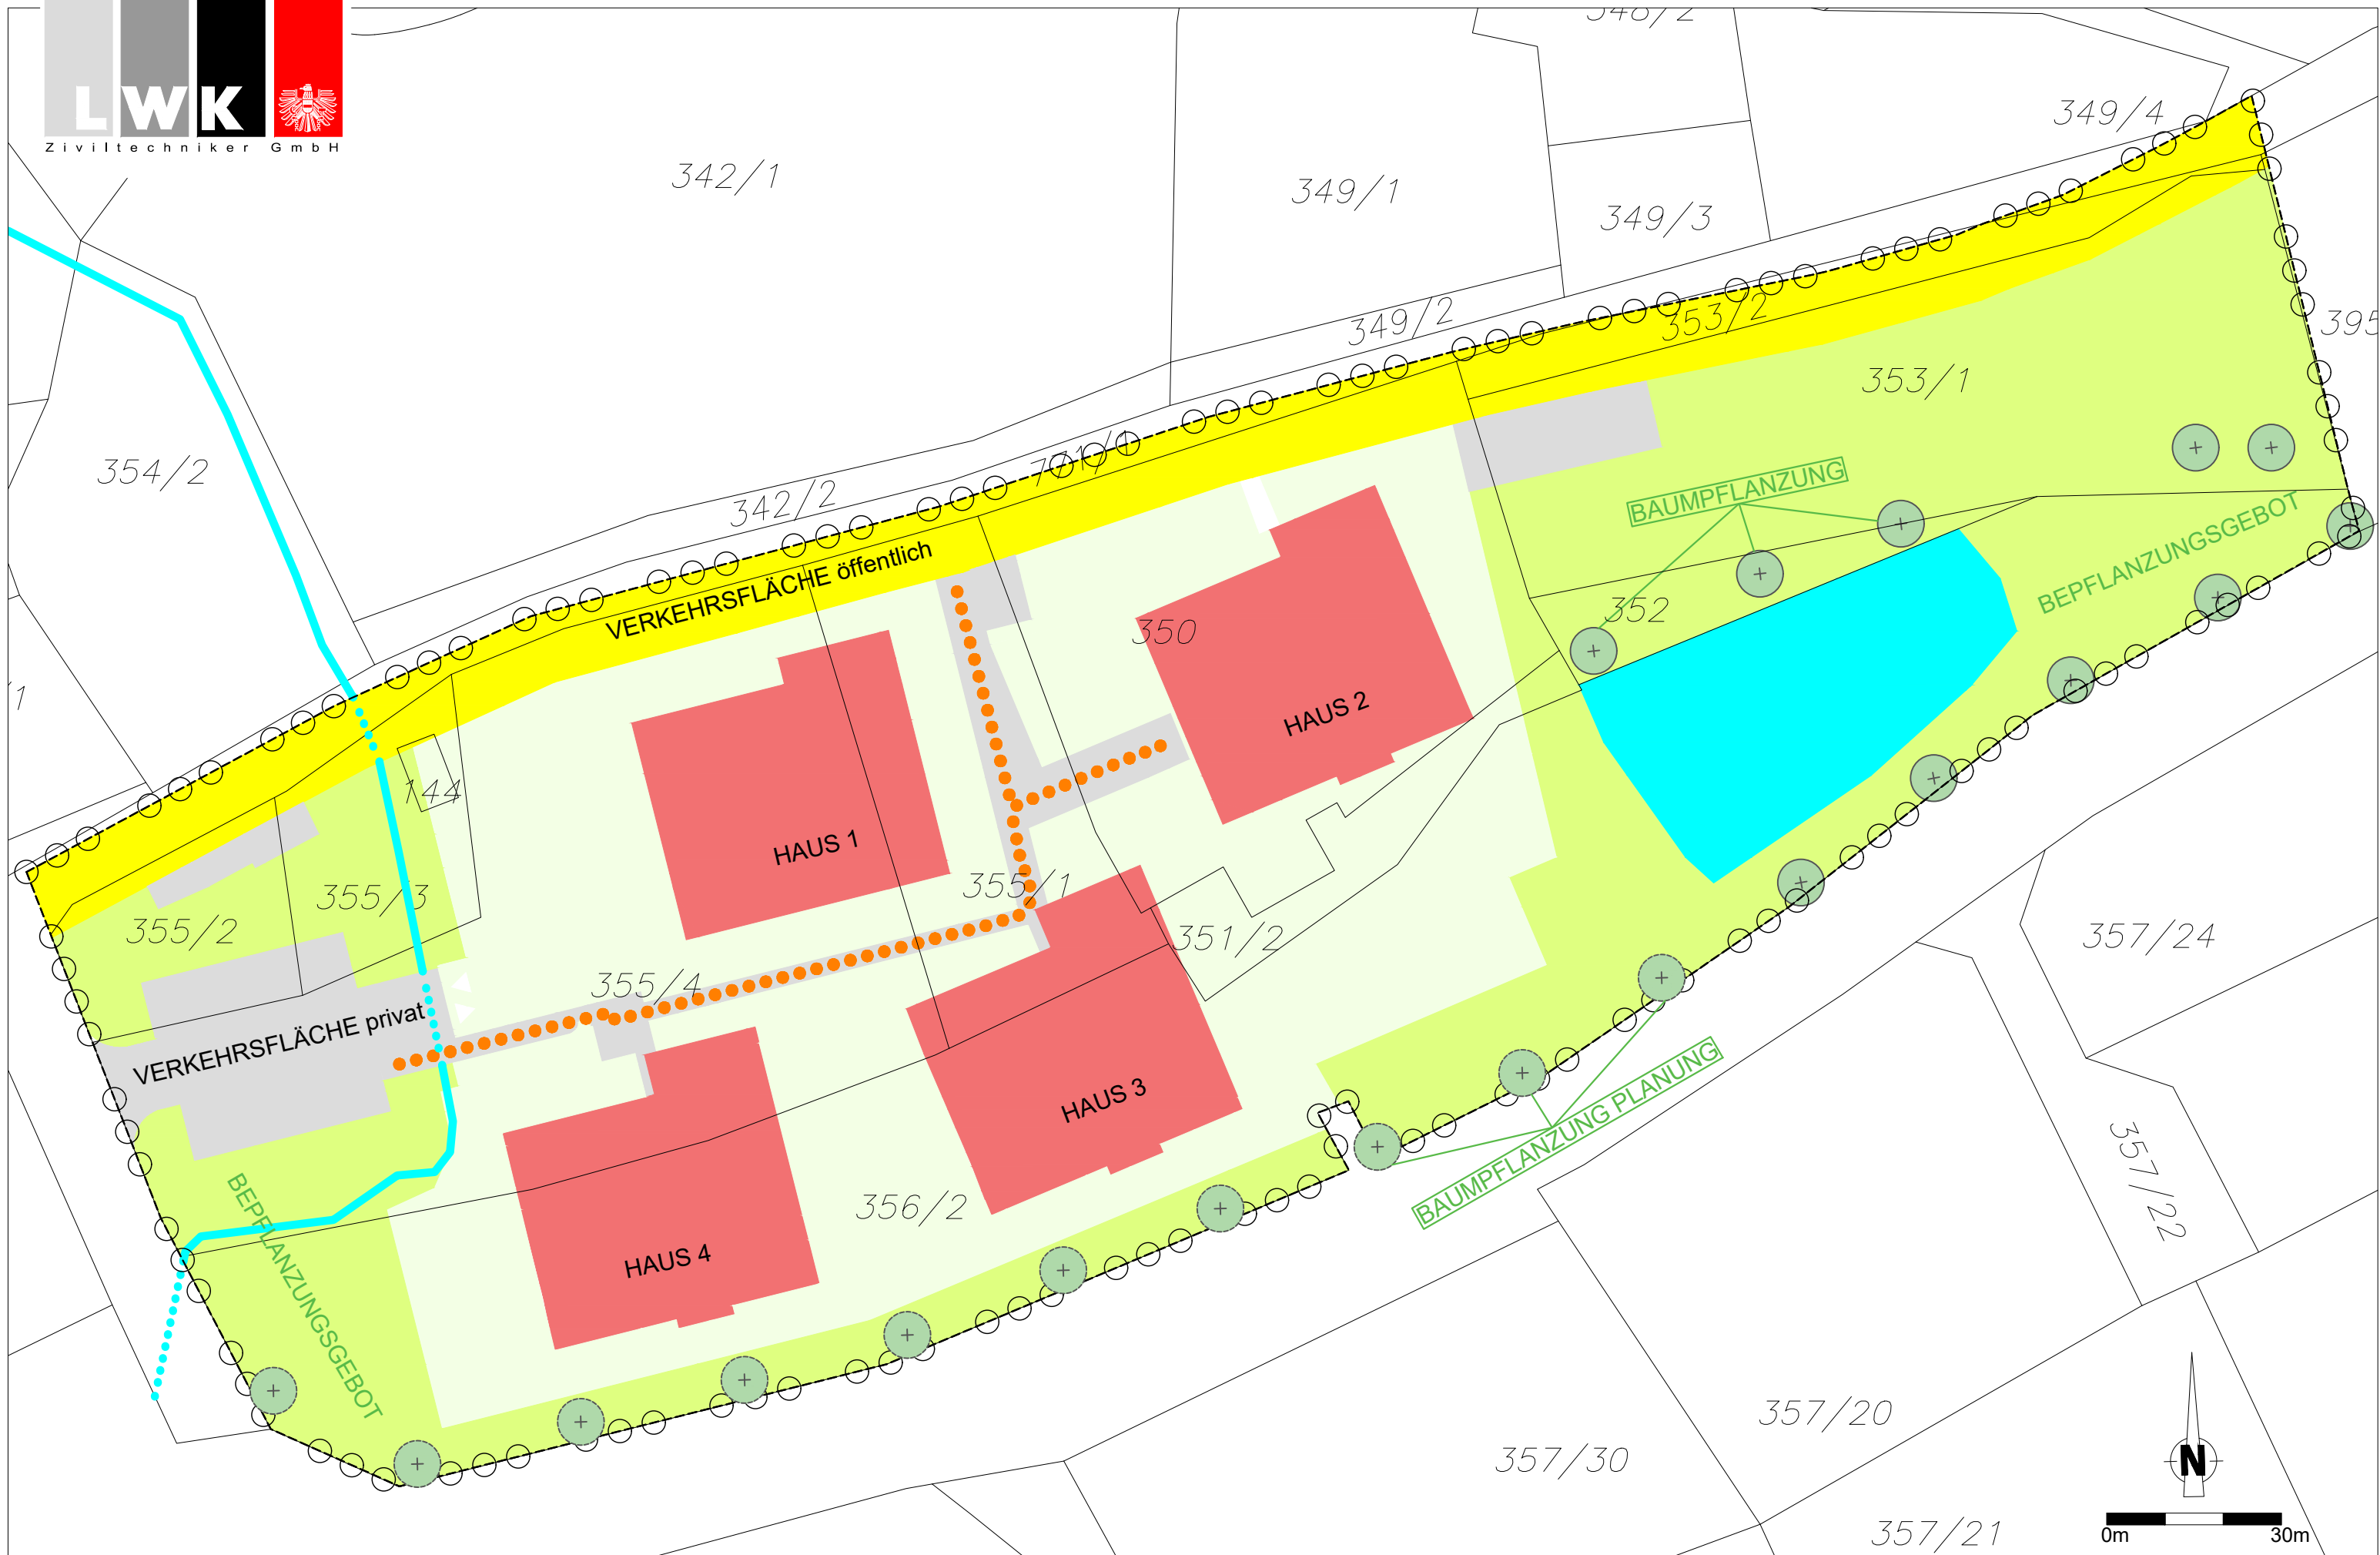 LWK
Ziviltechniker GmbH
349/4
342/1
349/1
349/3
349/2
353/2
353/1
354/2
342/2
771/1
BAUMPFLANZUNG
VERKEHRSFLÄCHE öffentlich
BEPFLANZUNGSGEBOT
350
352
HAUS 2
144
HAUS 1
355/1
355/3
355/2
351/2
357/24
355/4
VERKEHRSFLÄCHE privat
HAUS 3
BAUMPFLANZUNG PLANUNG
357/22
BEPFLANZUNGSGEBOT
356/2
HAUS 4
357/20
357/30
N
357/21
0m 30m